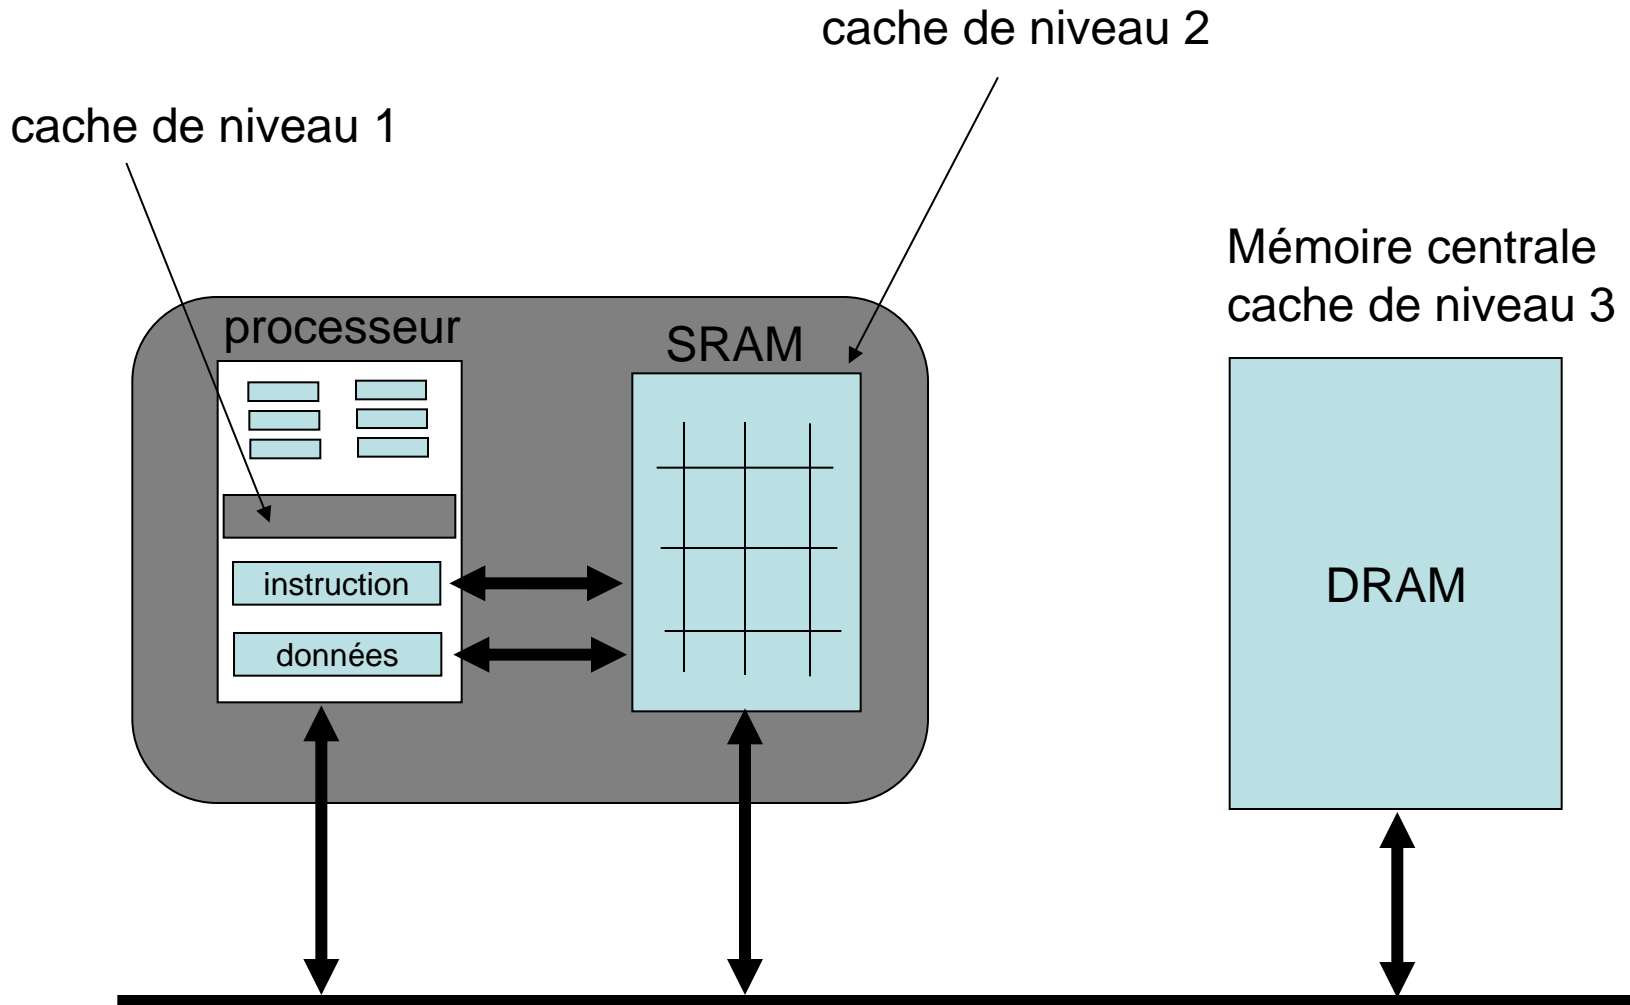 cache de niveau 2
cache de niveau 1
Mémoire centrale
cache de niveau 3
processeur
SRAM
instruction
données
DRAM